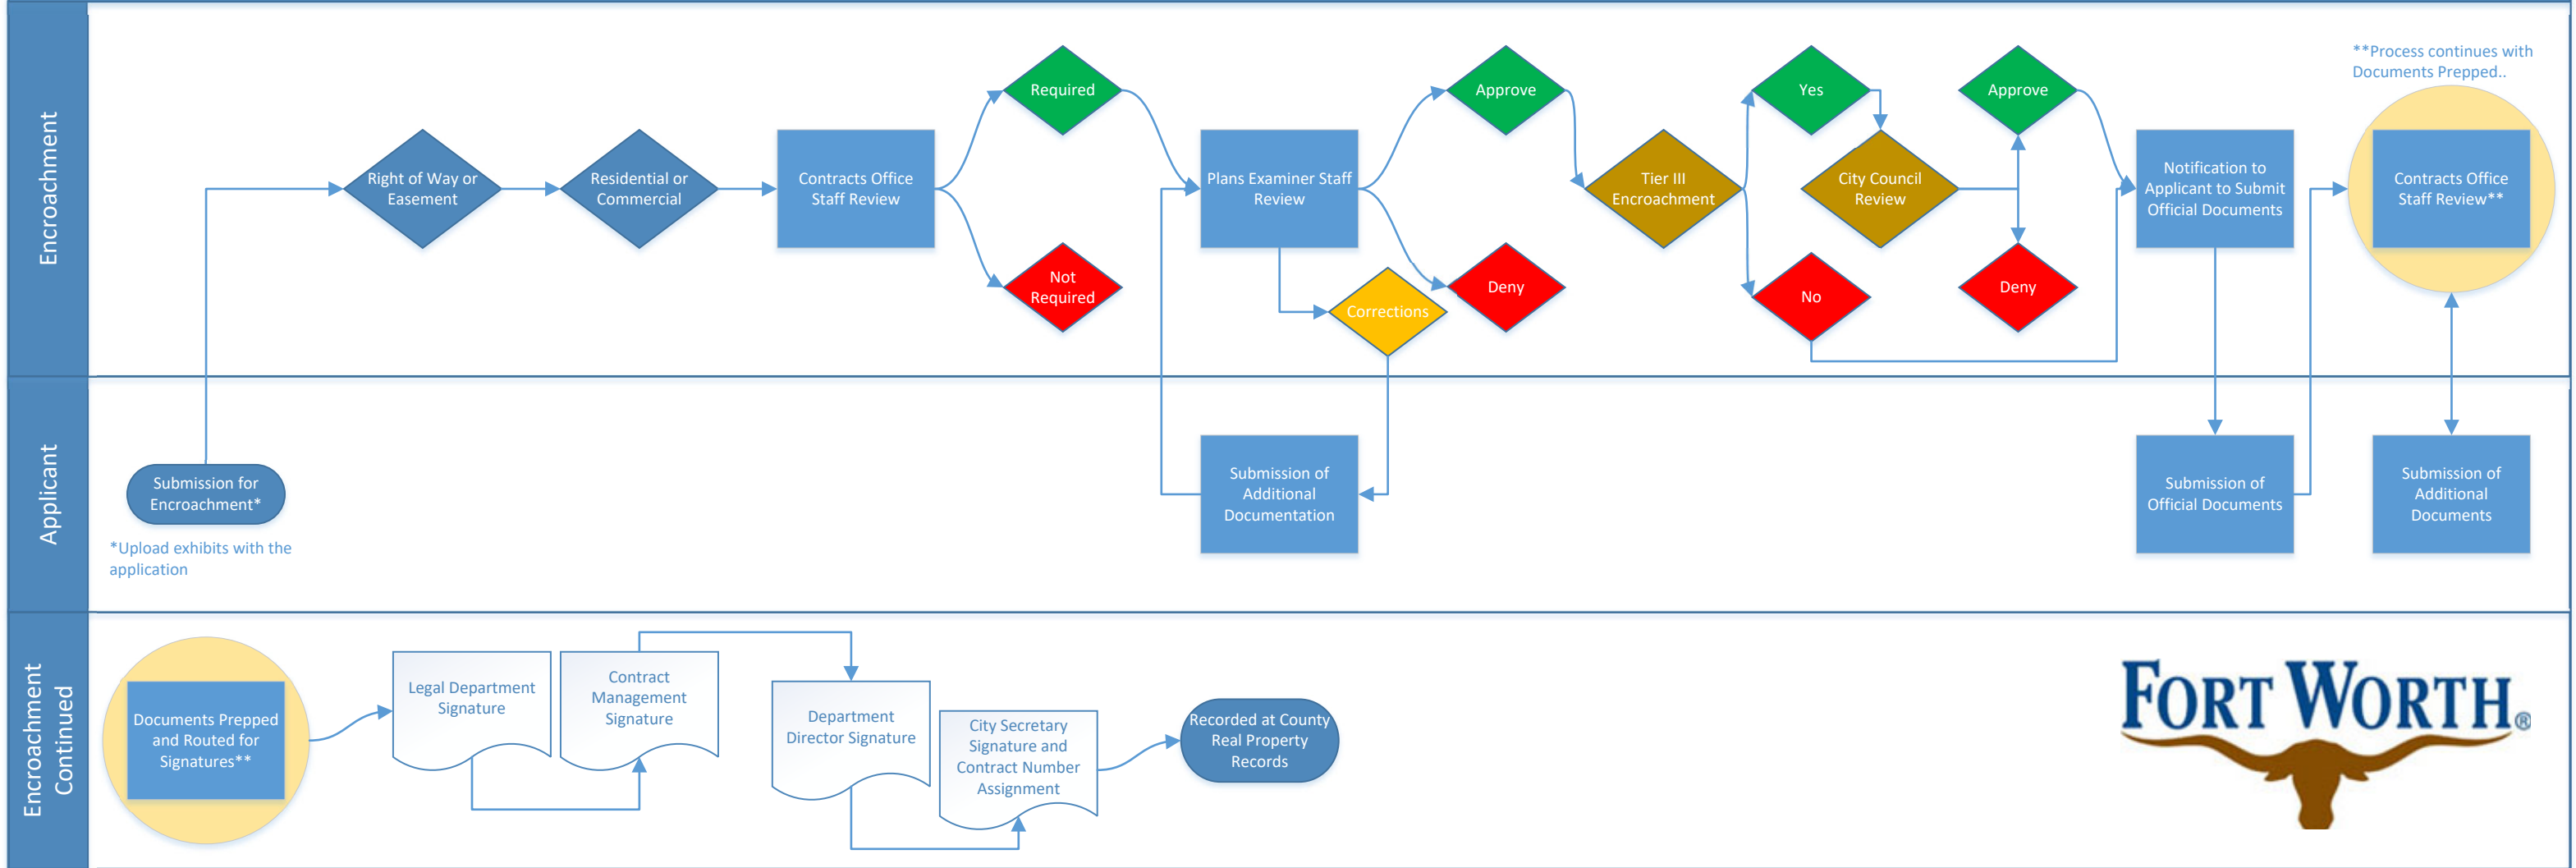 Encroachment
Right of Way or
Easement
Residential or
Commercial
Contracts Office
Staff Review
Required
Not
Required
Plans Examiner Staff
Review
Corrections
Approve
Deny
Tier III
Encroachment
Yes
No
City Council
Review
Approve
Deny
Notification to
Applicant to Submit
Official Documents
**Process continues with
Documents Prepped..
Contracts Office
Staff Review**
Applicant
Submission for
Encroachment*
*Upload exhibits with the
application
Submission of
Additional
Documentation
Submission of
Official Documents
Submission of
Additional
Documents
Encroachment
Continued
Documents Prepped
and Routed for
Signatures**
Legal Department
Signature
Contract
Management
Signature
Department
Director Signature
City Secretary
Signature and
Contract Number
Assignment
Recorded at County
Real Property
Records
FORT WORTH®